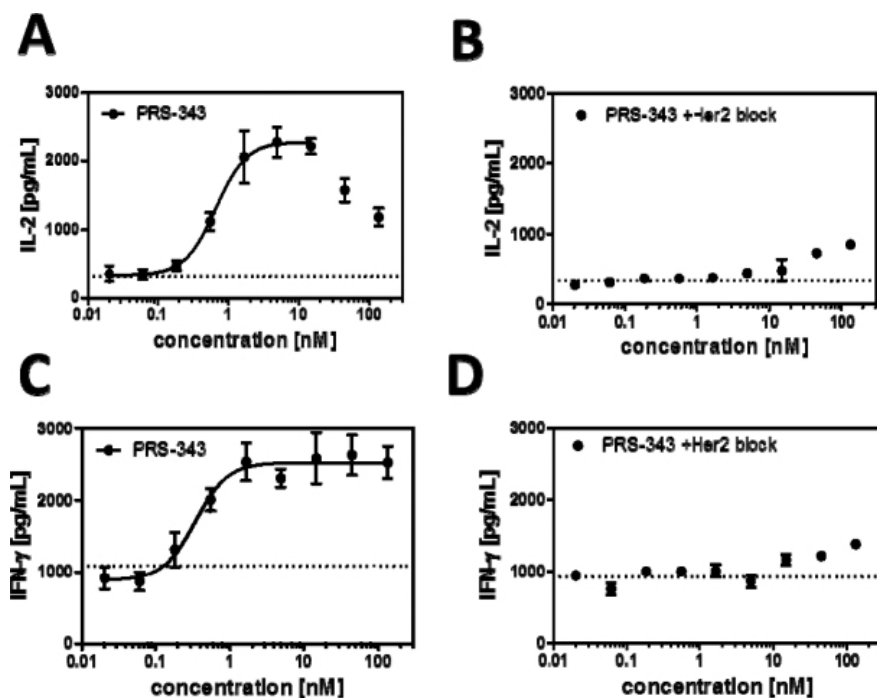 A
3000
2000
1000
0
IL-2 [pg/mL]
PRS-343
0.01 0.1 1 10 100
concentration [nM]
B
3000
2000
1000
0
IL-2 [pg/mL]
PRS-343 +Her2 block
0.01 0.1 1 10 100
concentration [nM]
C
3000
2000
1000
0
IFN-γ [pg/mL]
PRS-343
0.01 0.1 1 10 100
concentration [nM]
D
3000
2000
1000
0
IFN-γ [pg/mL]
PRS-343 +Her2 block
0.01 0.1 1 10 100
concentration [nM]